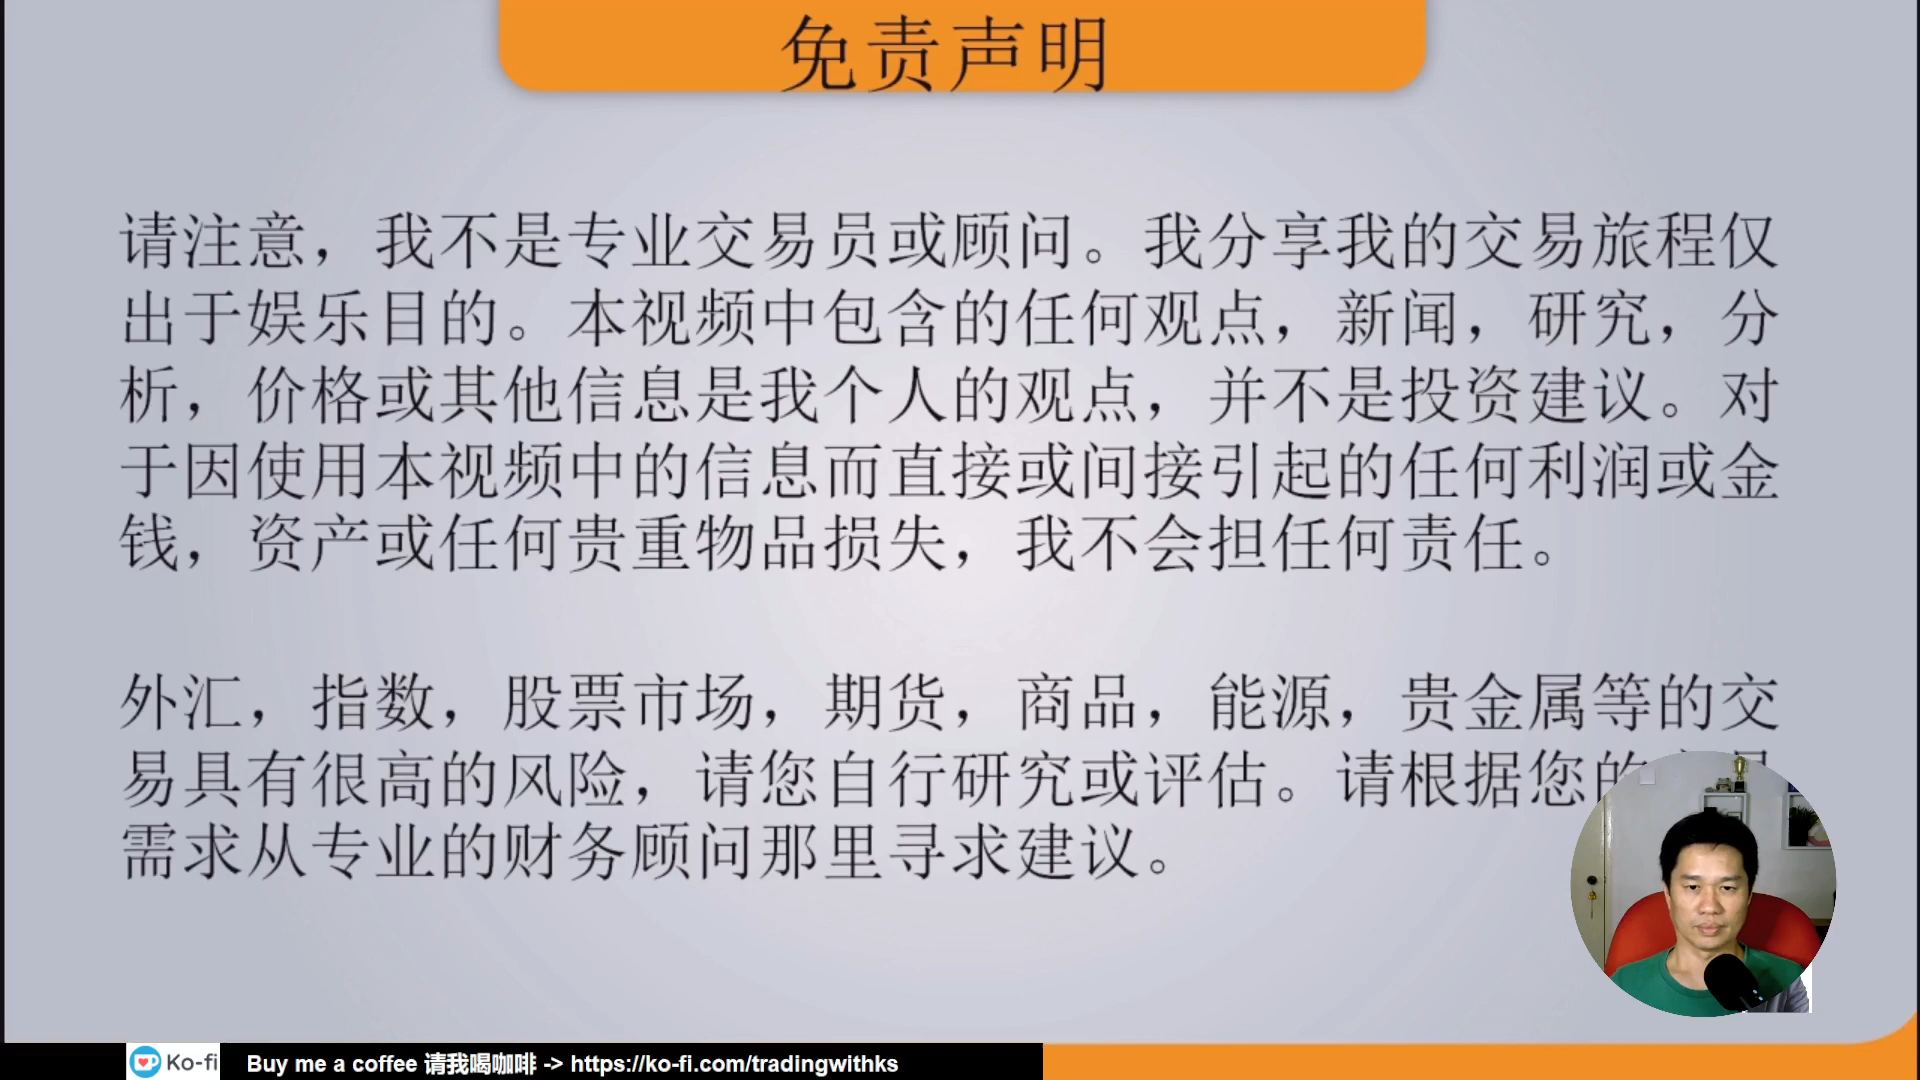 免责声明
请注意，我不是专业交易员或顾问。我分享我的交易旅程仅
出于娱乐目的。本视频中包含的任何观点，新闻，研究，分
析，价格或其他信息是我个人的观点，并不是投资建议。对
于因使用本视频中的信息而直接或间接引起的任何利润或金
钱，资产或任何贵重物品损失，我不会担任何责任。
外汇，指数，股票市场，期货，商品，能源，贵金属等的交
易具有很高的风险，请您自行研究或评估。请根据您的
需求从专业的财务顾问那里寻求建议。
Ko-fi Buy me a coffee 请我喝咖啡 -> https://ko-fi.com/tradingwithks